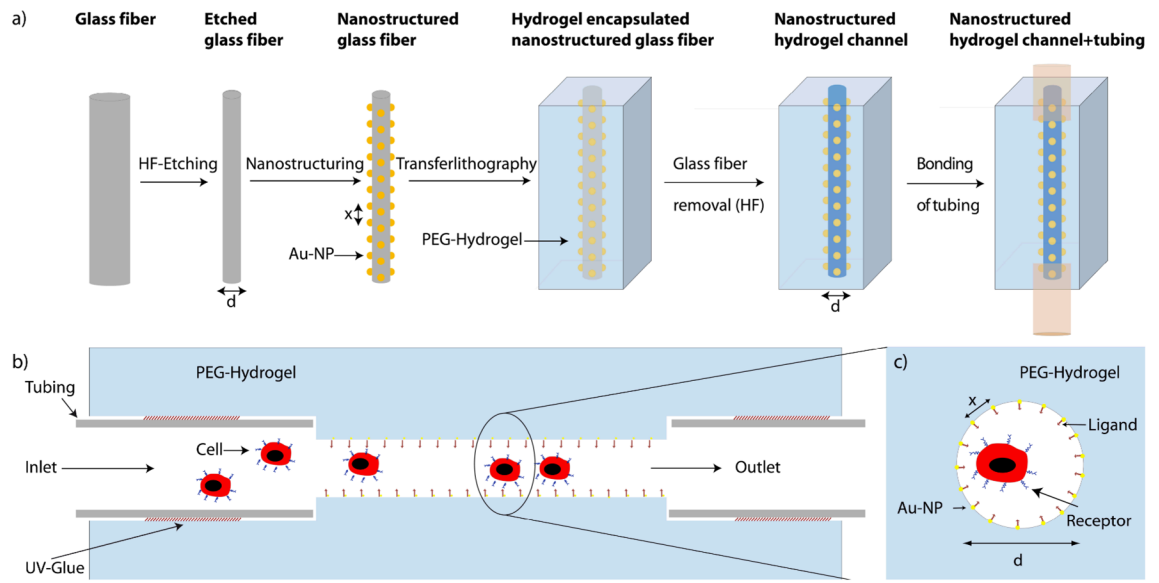 a)
Glass fiber
Etched
glass fiber
Nanostructured
glass fiber
Hydrogel encapsulated
nanostructured glass fiber
Nanostructured
hydrogel channel
Nanostructured
hydrogel channel+tubing
HF-Etching
Nanostructuring
Transferlithography
Glass fiber
removal (HF)
Bonding
of tubing
x
Au-NP
PEG-Hydrogel
d
d
b)
PEG-Hydrogel
Tubing
Cell
Inlet
Outlet
UV-Glue
c)
PEG-Hydrogel
x
Ligand
Au-NP
Receptor
d